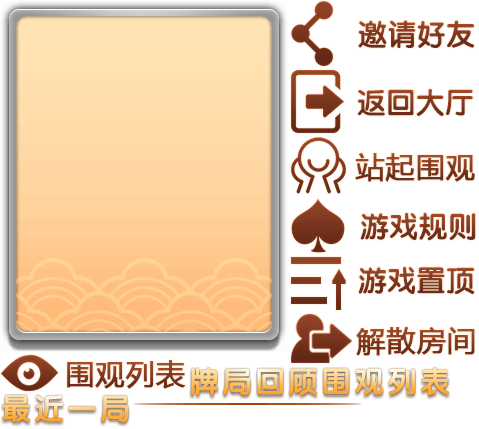 邀请好友
返回大厅
站起围观
游戏规则
游戏置顶
解散房间
围观列表
牌局回顾围观列表
最近一局